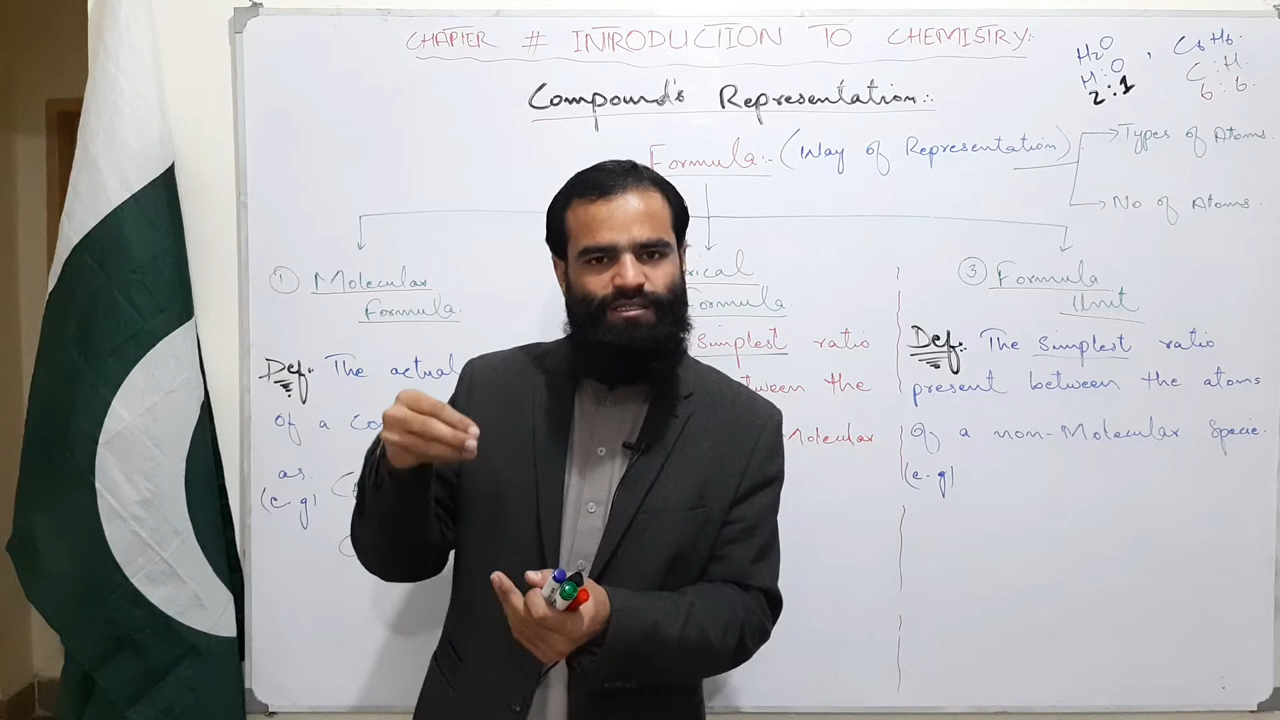 CHAPTER # INTRODUCTION TO CHEMISTRY:
H2O , C6H6.
H:O C:H.
2:1 6:6.
Compound's Representation:.
Formula:- (Way of Representation)
Types of Atoms.
No of Atoms.
① Molecular
Formula.
Def:. The actual
of a
as.
(e.g)
rical
Formula.
Simplest ratio
between the
Molecular
③ Formula
Unit
Def:. The Simplest ratio
present between the atoms
of a non-Molecular Specie.
(e.g)